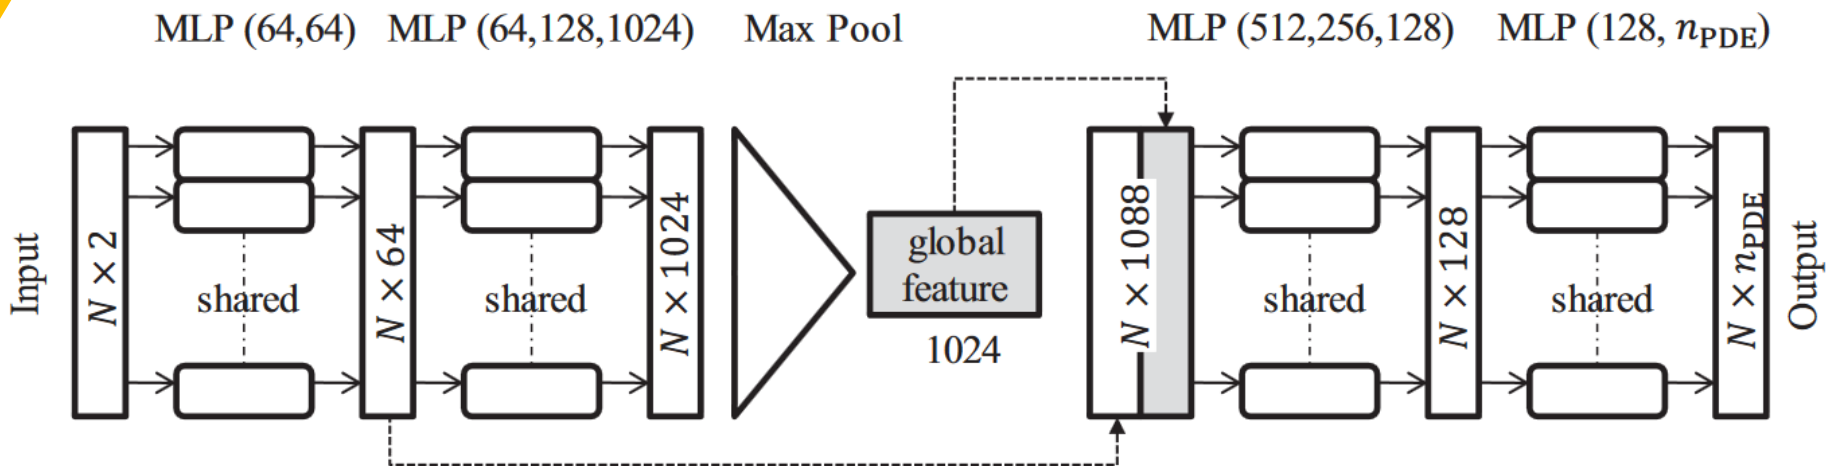 MLP (64,64)
MLP (64,128,1024)
Max Pool
MLP (512,256,128)
MLP (128, n_PDE)
Input
N × 2
shared
N × 64
shared
N × 1024
global
feature
1024
N × 1088
shared
N × 128
shared
N × n_PDE
Output